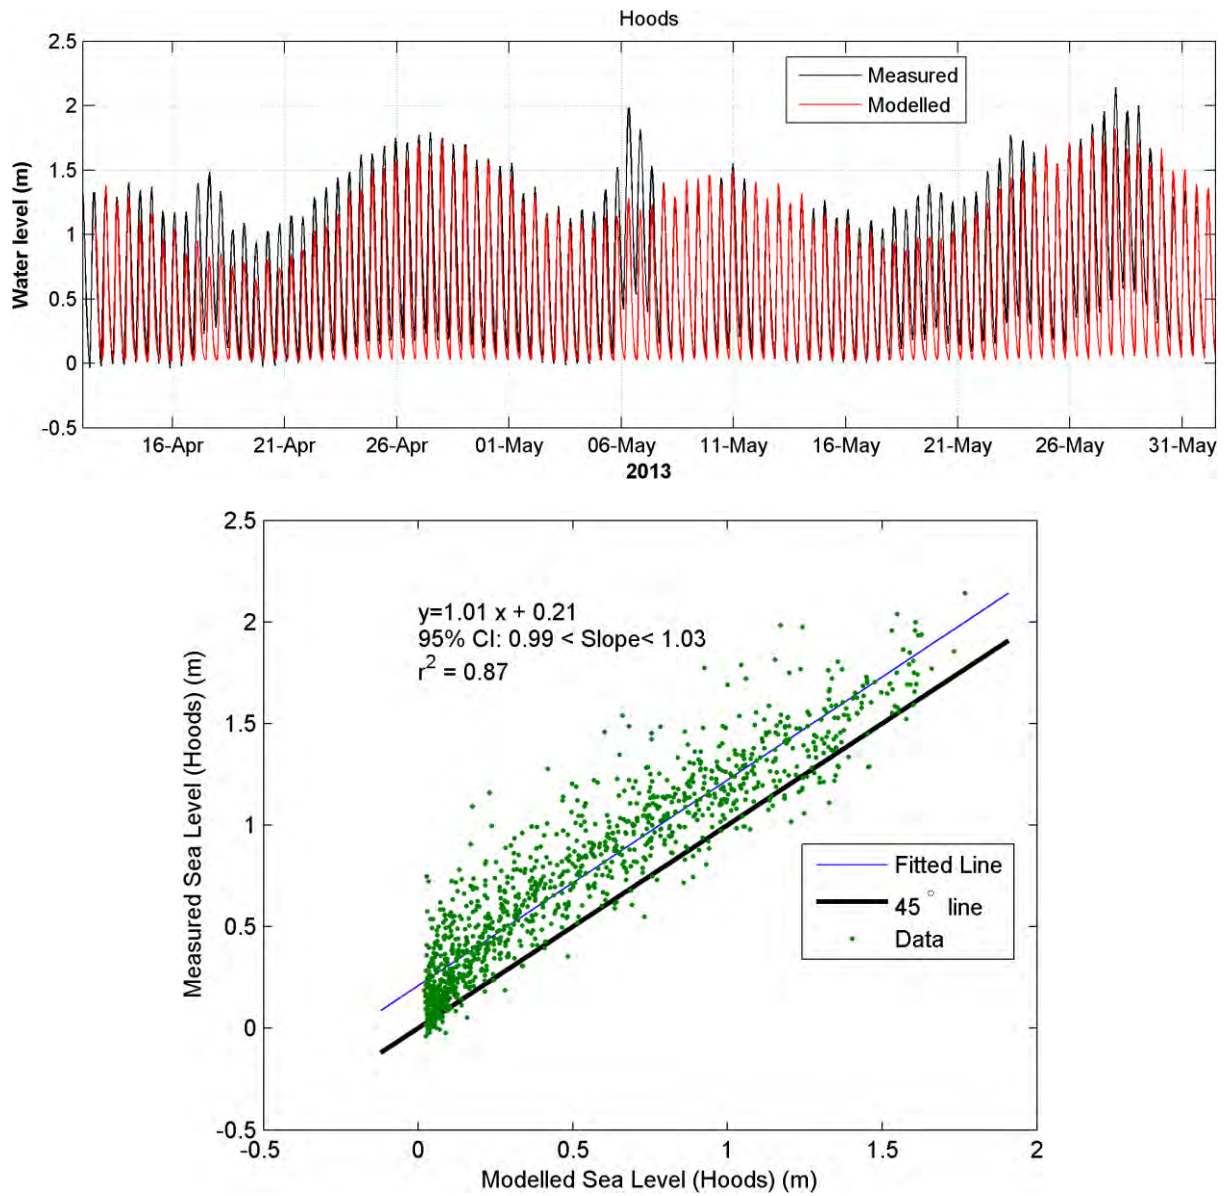 Hoods
2.5
2
1.5
1
0.5
0
-0.5
Water level (m)
Measured
Modelled
16-Apr 21-Apr 26-Apr 01-May 06-May 11-May 16-May 21-May 26-May 31-May
2013
2.5
2
1.5
1
0.5
0
-0.5
Measured Sea Level (Hoods) (m)
y=1.01 x + 0.21
95% CI: 0.99 < Slope< 1.03
r² = 0.87
Fitted Line
45° line
Data
-0.5 0 0.5 1 1.5 2
Modelled Sea Level (Hoods) (m)